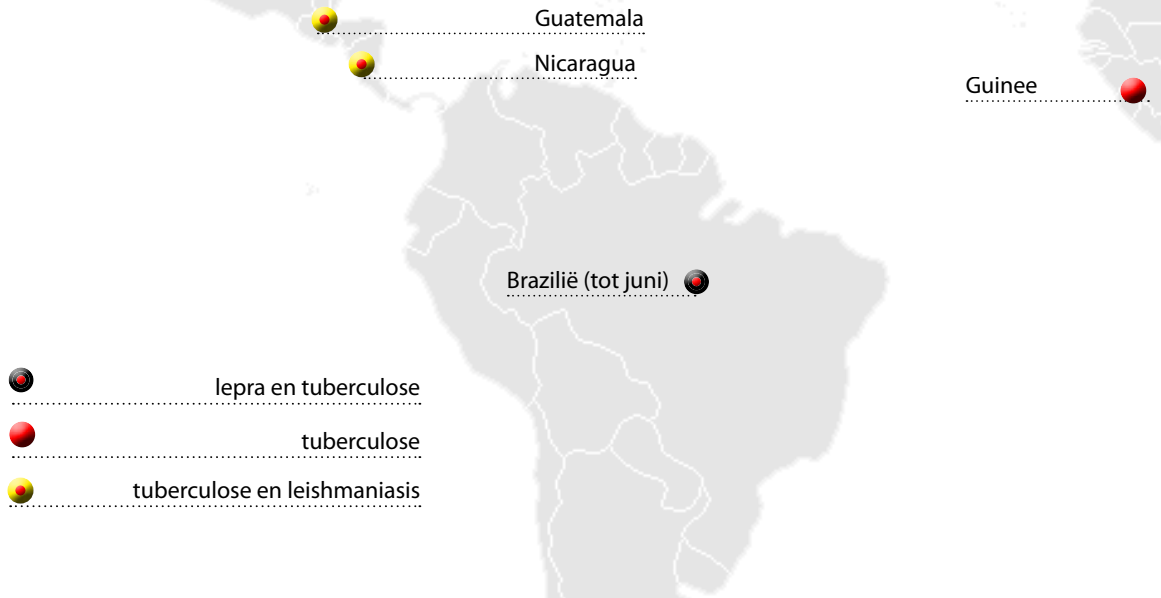 Guatemala
Nicaragua
Guinee
Brazilië (tot juni)
lepra en tuberculose
tuberculose
tuberculose en leishmaniasis